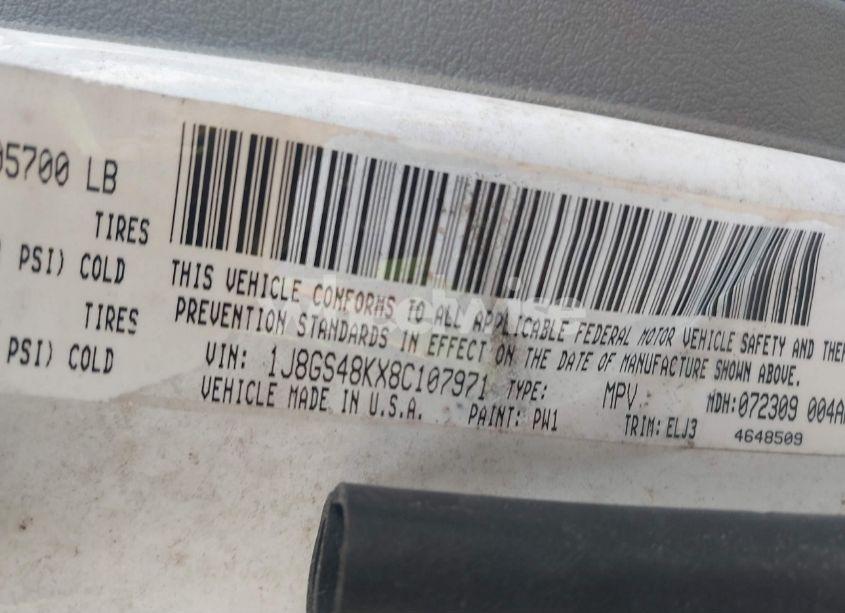 05700 LB
TIRES
PSI) COLD
TIRES
PSI) COLD
THIS VEHICLE CONFORMS TO ALL APPLICABLE FEDERAL MOTOR VEHICLE SAFETY AND
PREVENTION STANDARDS IN EFFECT ON THE DATE OF MANUFACTURE SHOWN ABOVE.
VIN: 1J8GS48KX8C107971 TYPE: MPV MDH:072309 004
VEHICLE MADE IN U.S.A. PAINT: PW1 TRIM: ELJ3 4648509